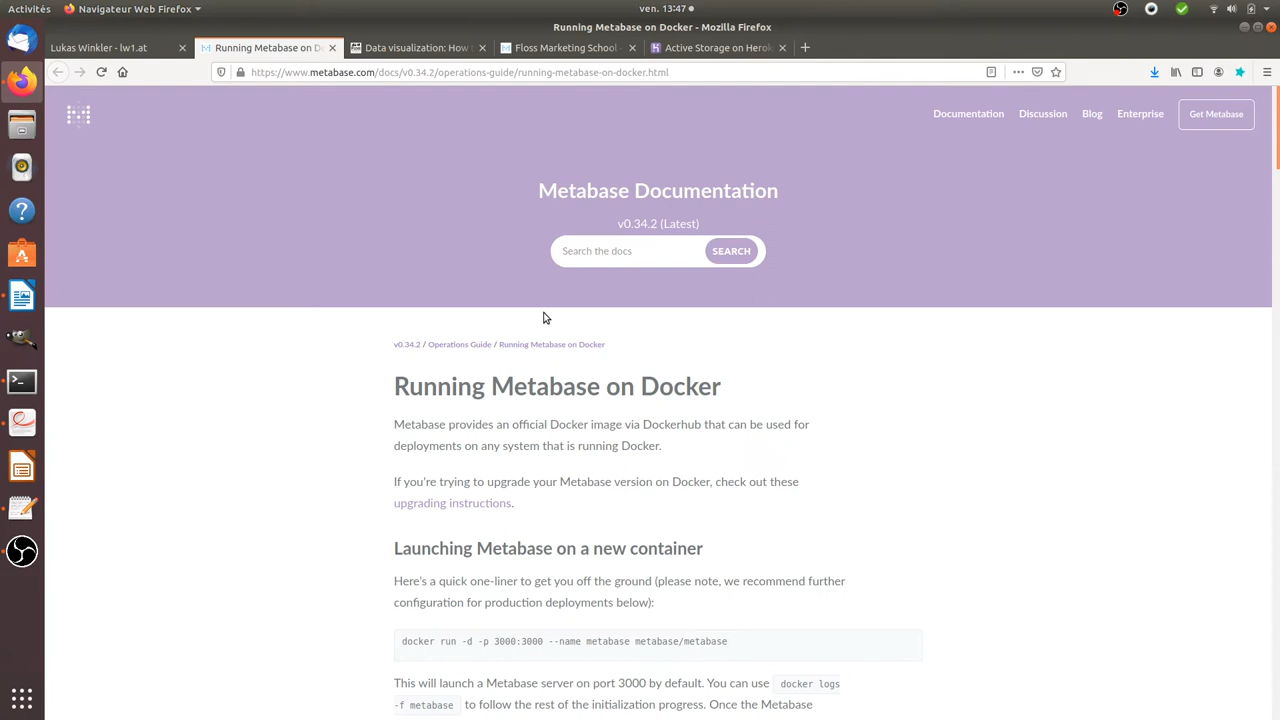 Activités
Navigateur Web Firefox
ven. 13:47
Running Metabase on Docker - Mozilla Firefox
Lukas Winkler - lw1.at
Running Metabase on D
Data visualization: How
Floss Marketing School -
Active Storage on Herok
https://www.metabase.com/docs/v0.34.2/operations-guide/running-metabase-on-docker.html
Documentation
Discussion
Blog
Enterprise
Get Metabase
Metabase Documentation
v0.34.2 (Latest)
Search the docs
SEARCH
v0.34.2 / Operations Guide / Running Metabase on Docker
Running Metabase on Docker
Metabase provides an official Docker image via Dockerhub that can be used for
deployments on any system that is running Docker.
If you’re trying to upgrade your Metabase version on Docker, check out these
upgrading instructions.
Launching Metabase on a new container
Here’s a quick one-liner to get you off the ground (please note, we recommend further
configuration for production deployments below):
docker run -d -p 3000:3000 --name metabase metabase/metabase
This will launch a Metabase server on port 3000 by default. You can use docker logs
-f metabase to follow the rest of the initialization progress. Once the Metabase